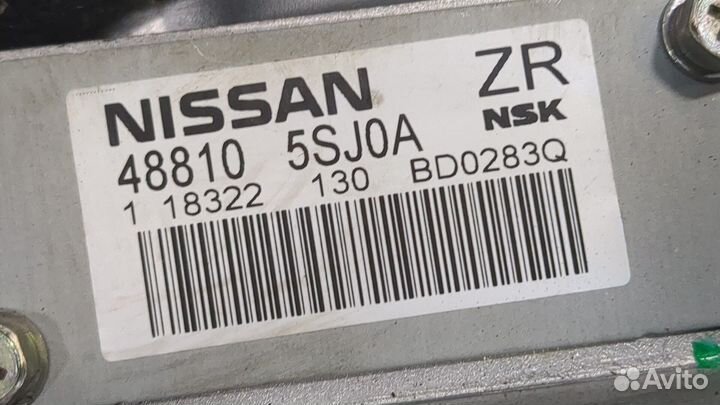 NISSAN ZR
NSK
48810 5SJ0A
1 18322 130 BD0283Q
Avito